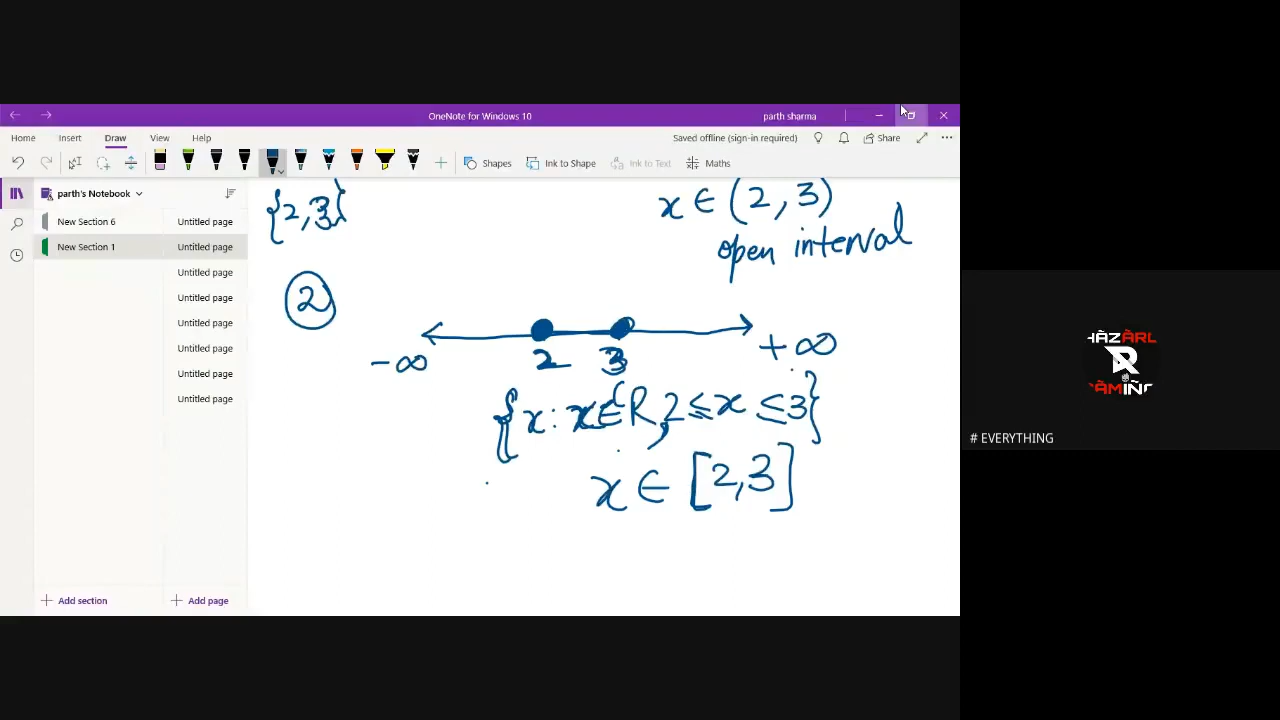 OneNote for Windows 10
parth sharma
Home Insert Draw View Help
Saved offline (sign-in required)
Share
Shapes Ink to Shape Ink to Text Maths
parth's Notebook
New Section 6
New Section 1
Untitled page
Untitled page
Untitled page
Untitled page
Untitled page
Untitled page
Untitled page
Untitled page
Add section
Add page
{2,3}
x ∈ (2, 3)
open interval
2
-∞ 2 3 +∞
{x: x∈R, 2 ≤ x ≤ 3}
x ∈ [2,3]
# EVERYTHING